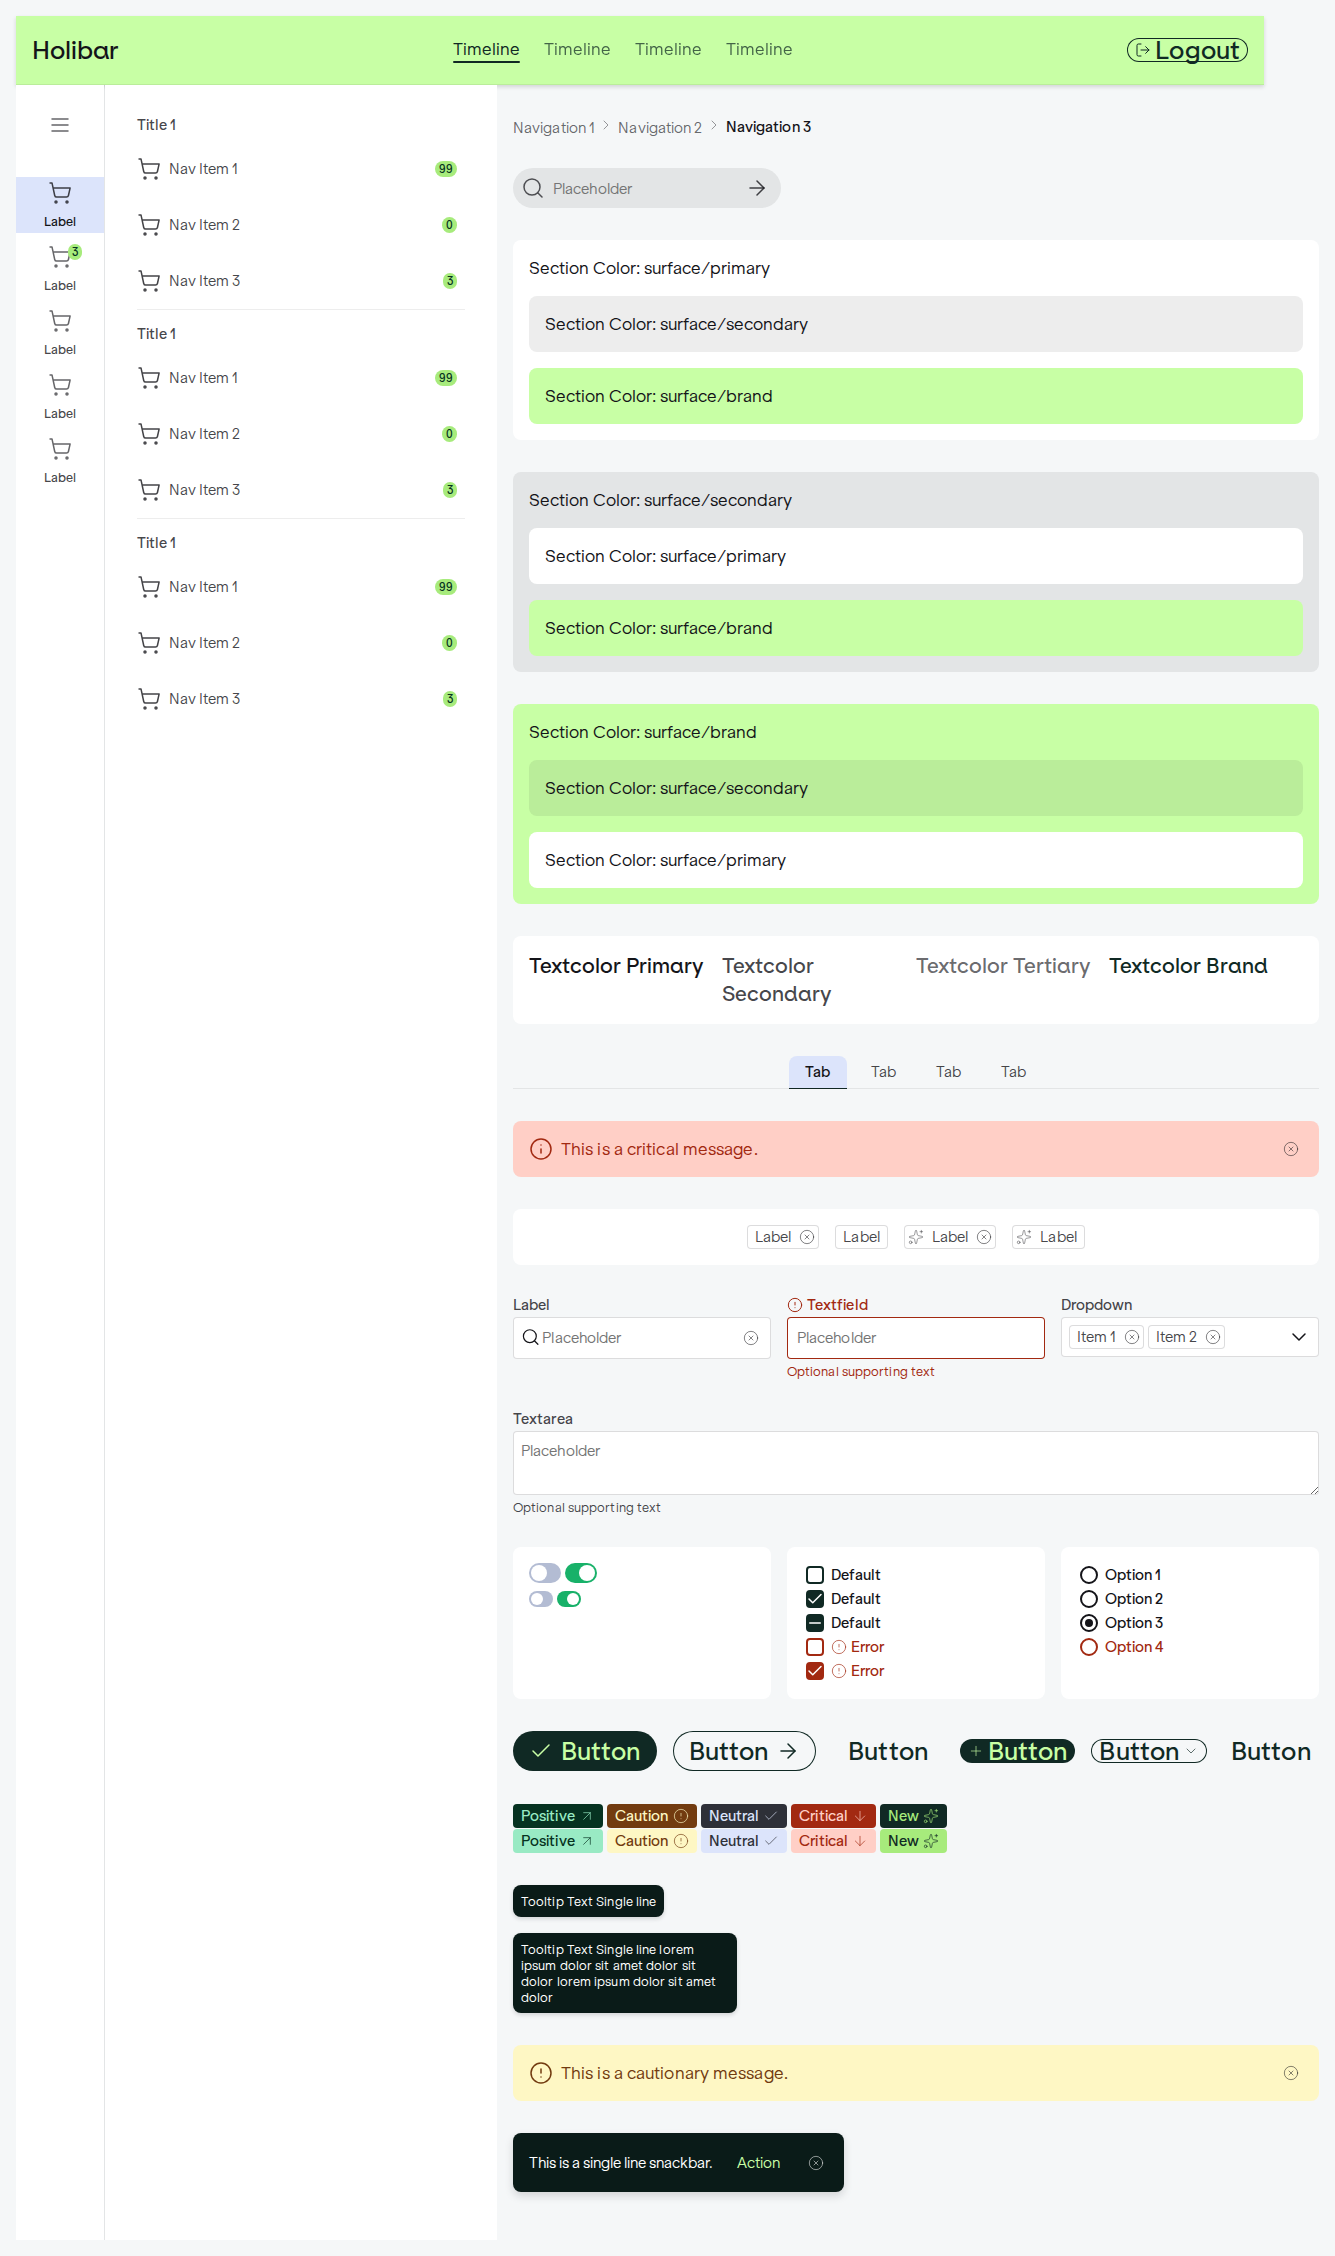 Holibar
Timeline Timeline Timeline Timeline
Logout
Label
3
Label
Label
Label
Label
Title 1
Nav Item 1 99
Nav Item 2 0
Nav Item 3 3
Title 1
Nav Item 1 99
Nav Item 2 0
Nav Item 3 3
Title 1
Nav Item 1 99
Nav Item 2 0
Nav Item 3 3
Navigation 1 Navigation 2 Navigation 3
Placeholder
Section Color: surface/primary
Section Color: surface/secondary
Section Color: surface/brand
Section Color: surface/secondary
Section Color: surface/primary
Section Color: surface/brand
Section Color: surface/brand
Section Color: surface/secondary
Section Color: surface/primary
Textcolor Primary
Textcolor
Secondary
Textcolor Tertiary
Textcolor Brand
Tab Tab Tab Tab
This is a critical message.
Label Label Label Label
Label
Placeholder
Textfield
Placeholder
Optional supporting text
Dropdown
Item 1 Item 2
Textarea
Placeholder
Optional supporting text
Default
Default
Default
Error
Error
Option 1
Option 2
Option 3
Option 4
Button Button Button Button Button Button
Positive Caution Neutral Critical New
Positive Caution Neutral Critical New
Tooltip Text Single line
Tooltip Text Single line lorem
ipsum dolor sit amet dolor sit
dolor lorem ipsum dolor sit amet
dolor
This is a cautionary message.
This is a single line snackbar. Action